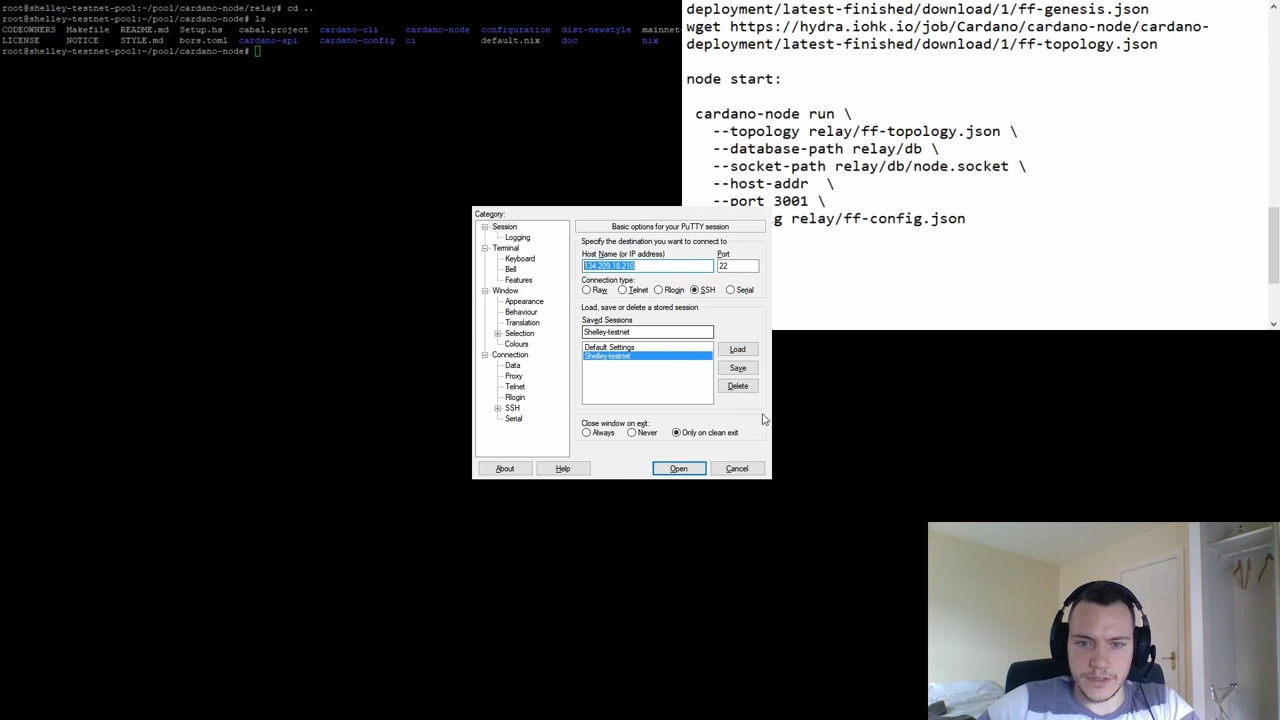 root@shelley-testnet-pool:~/pool/cardano-node/relay# cd ..
root@shelley-testnet-pool:~/pool/cardano-node# ls
CODEOWNERS Makefile README.md Setup.hs cabal.project cardano-cli cardano-node configuration dist-newstyle mainnet
LICENSE NOTICE STYLE.md bors.toml cardano-api cardano-config ci default.nix doc nix
root@shelley-testnet-pool:~/pool/cardano-node#
deployment/latest-finished/download/1/ff-genesis.json
wget https://hydra.iohk.io/job/Cardano/cardano-node/cardano-
deployment/latest-finished/download/1/ff-topology.json
node start:
cardano-node run \
--topology relay/ff-topology.json \
--database-path relay/db \
--socket-path relay/db/node.socket \
--host-addr \
--port 3001 \
g relay/ff-config.json
Category:
Session
Logging
Terminal
Keyboard
Bell
Features
Window
Appearance
Behaviour
Translation
Selection
Colours
Connection
Data
Proxy
Telnet
Rlogin
SSH
Serial
Basic options for your PuTTY session
Specify the destination you want to connect to
Host Name (or IP address) Port
134.209.18.210 22
Connection type:
Raw Telnet Rlogin SSH Serial
Load, save or delete a stored session
Saved Sessions
Shelley-testnet
Default Settings
Shelley-testnet
Load
Save
Delete
Close window on exit:
Always Never Only on clean exit
About Help Open Cancel